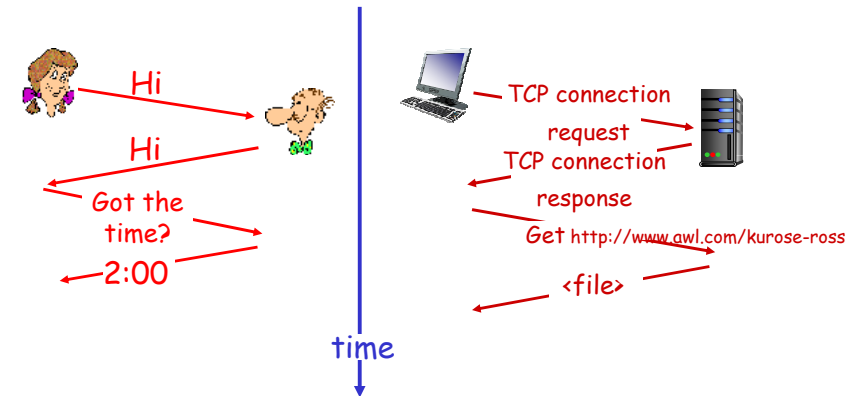 Hi
Hi
Got the
time?
2:00
TCP connection
request
TCP connection
response
Get http://www.awl.com/kurose-ross
<file>
time